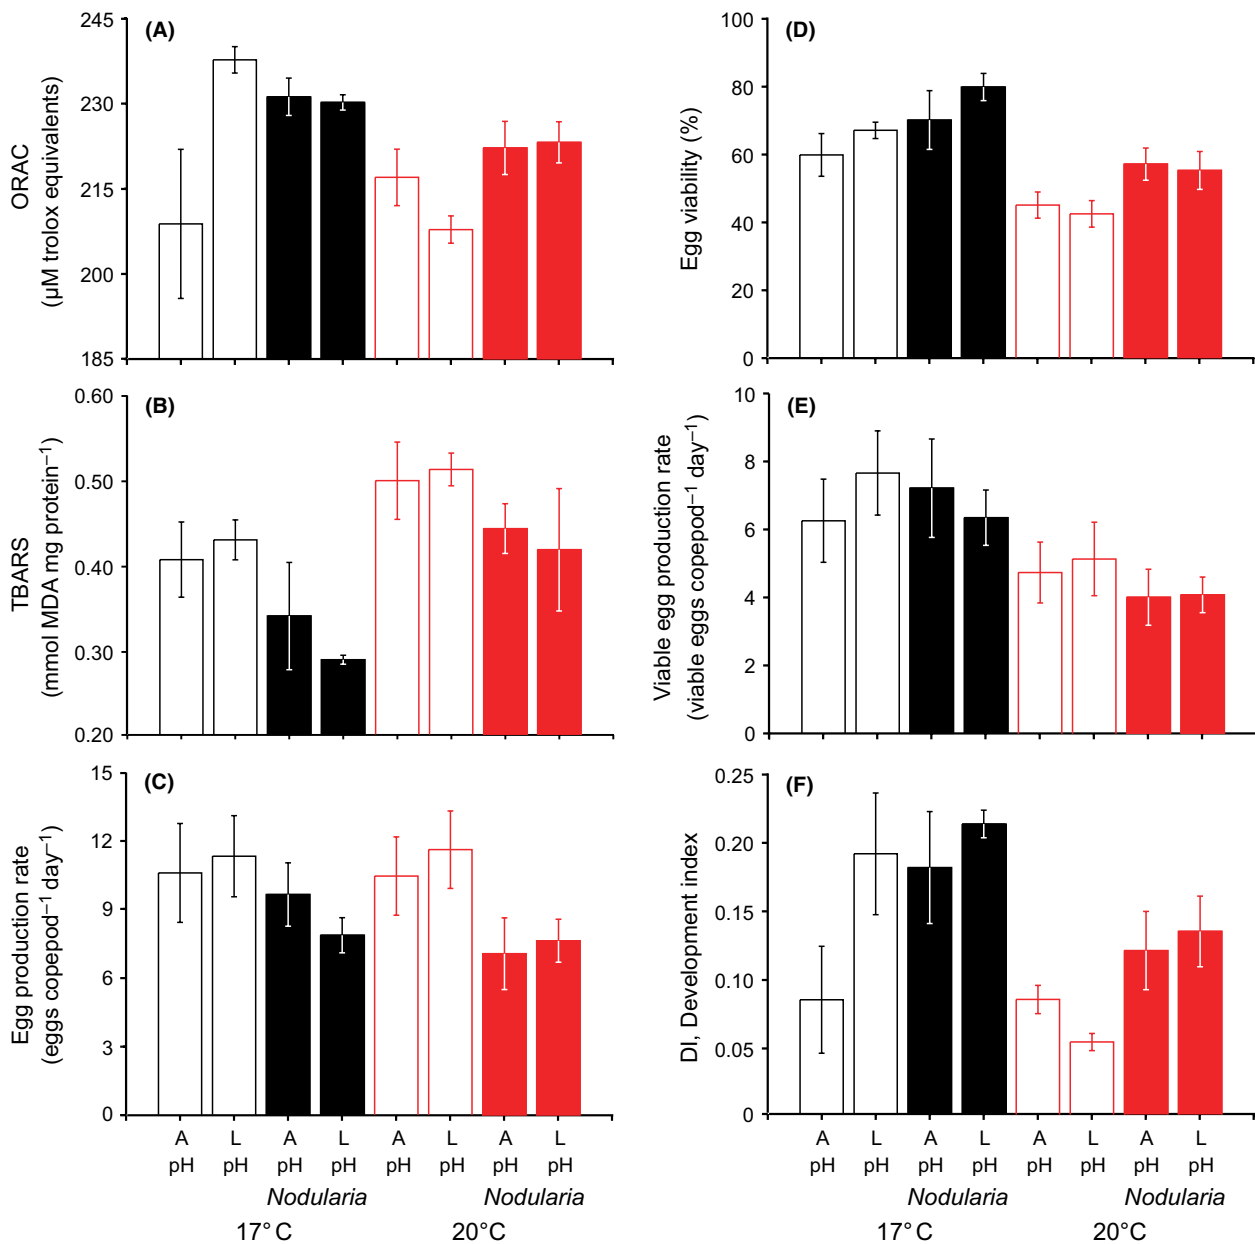 (A)
ORAC
(μM trolox equivalents)
245
230
215
200
185
(B)
TBARS
(mmol MDA mg protein–1)
0.60
0.50
0.40
0.30
0.20
(C)
Egg production rate
(eggs copepod–1 day–1)
15
12
9
6
3
0
A L A L A L A L
pH pH pH pH pH pH pH pH
Nodularia Nodularia
17° C 20°C
(D)
Egg viability (%)
100
80
60
40
20
0
(E)
Viable egg production rate
(viable eggs copepod–1 day–1)
10
8
6
4
2
0
(F)
DI, Development index
0.25
0.20
0.15
0.10
0.05
0
A L A L A L A L
pH pH pH pH pH pH pH pH
Nodularia Nodularia
17° C 20°C